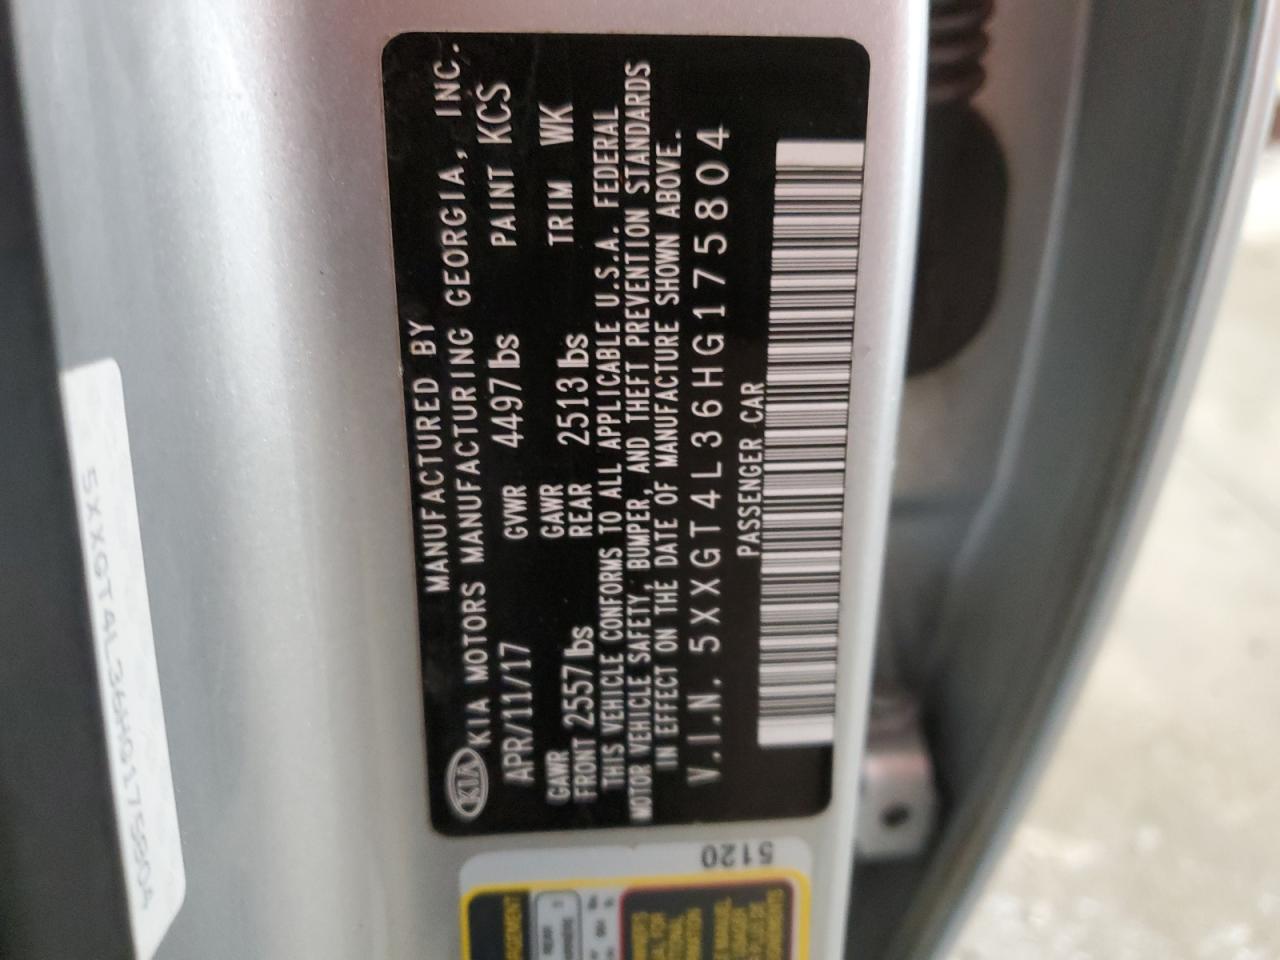 MANUFACTURED BY
KIA KIA MOTORS MANUFACTURING GEORGIA, INC.
APR/11/17 GVWR 4497 lbs PAINT KCS
GAWR FRONT 2557 lbs GAWR REAR 2513 lbs TRIM WK
THIS VEHICLE CONFORMS TO ALL APPLICABLE U.S.A. FEDERAL
MOTOR VEHICLE SAFETY, BUMPER, AND THEFT PREVENTION STANDARDS
IN EFFECT ON THE DATE OF MANUFACTURE SHOWN ABOVE.
V.I.N. 5XXGT4L36HG175804
PASSENGER CAR
5120
5XXGT4L36HG175804